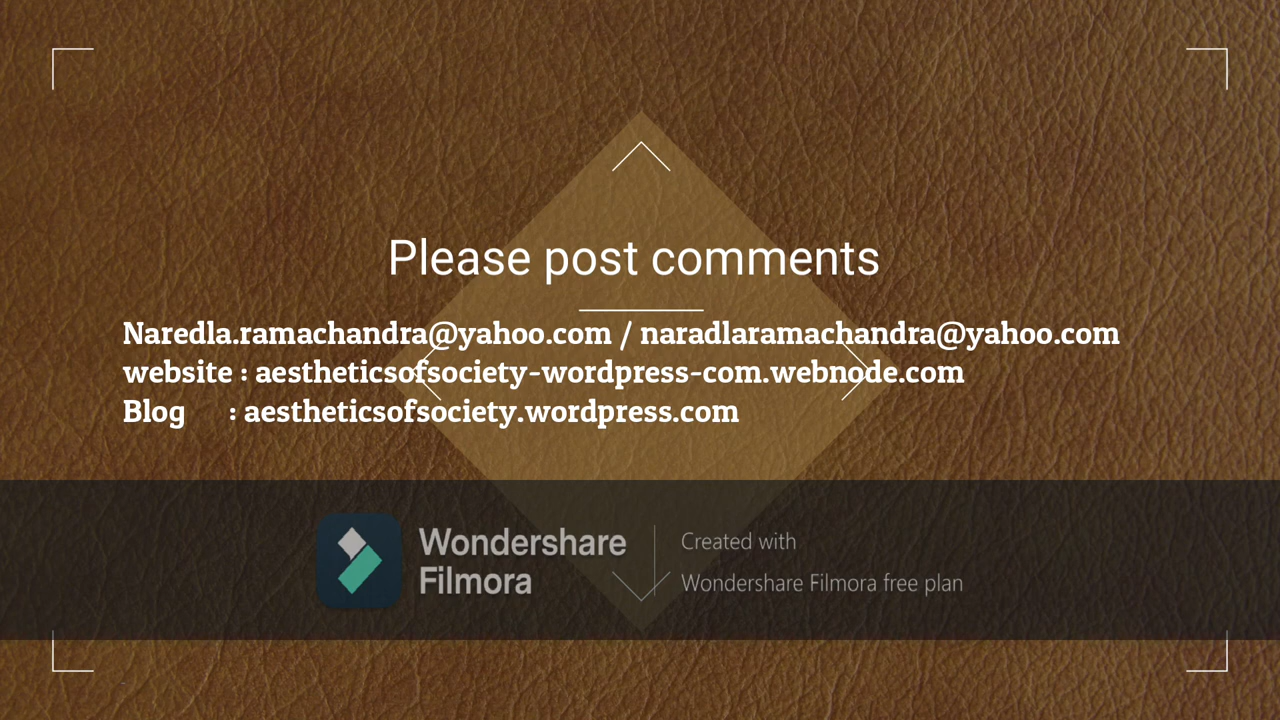 Please post comments
Naredla.ramachandra@yahoo.com / naradlaramachandra@yahoo.com
website : aestheticsofsociety-wordpress-com.webnode.com
Blog : aestheticsofsociety.wordpress.com
Wondershare
Filmora
Created with
Wondershare Filmora free plan